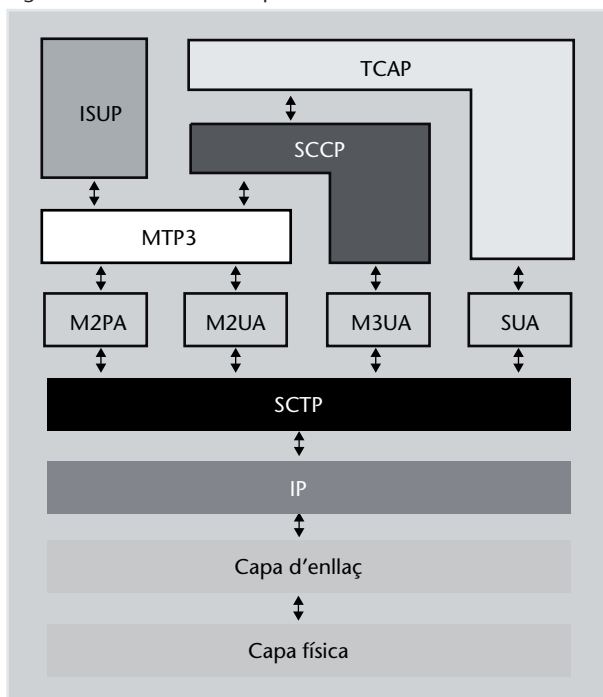 TCAP
ISUP
SCCP
MTP3
M2PA
M2UA
M3UA
SUA
SCTP
IP
Capa d'enllaç
Capa física